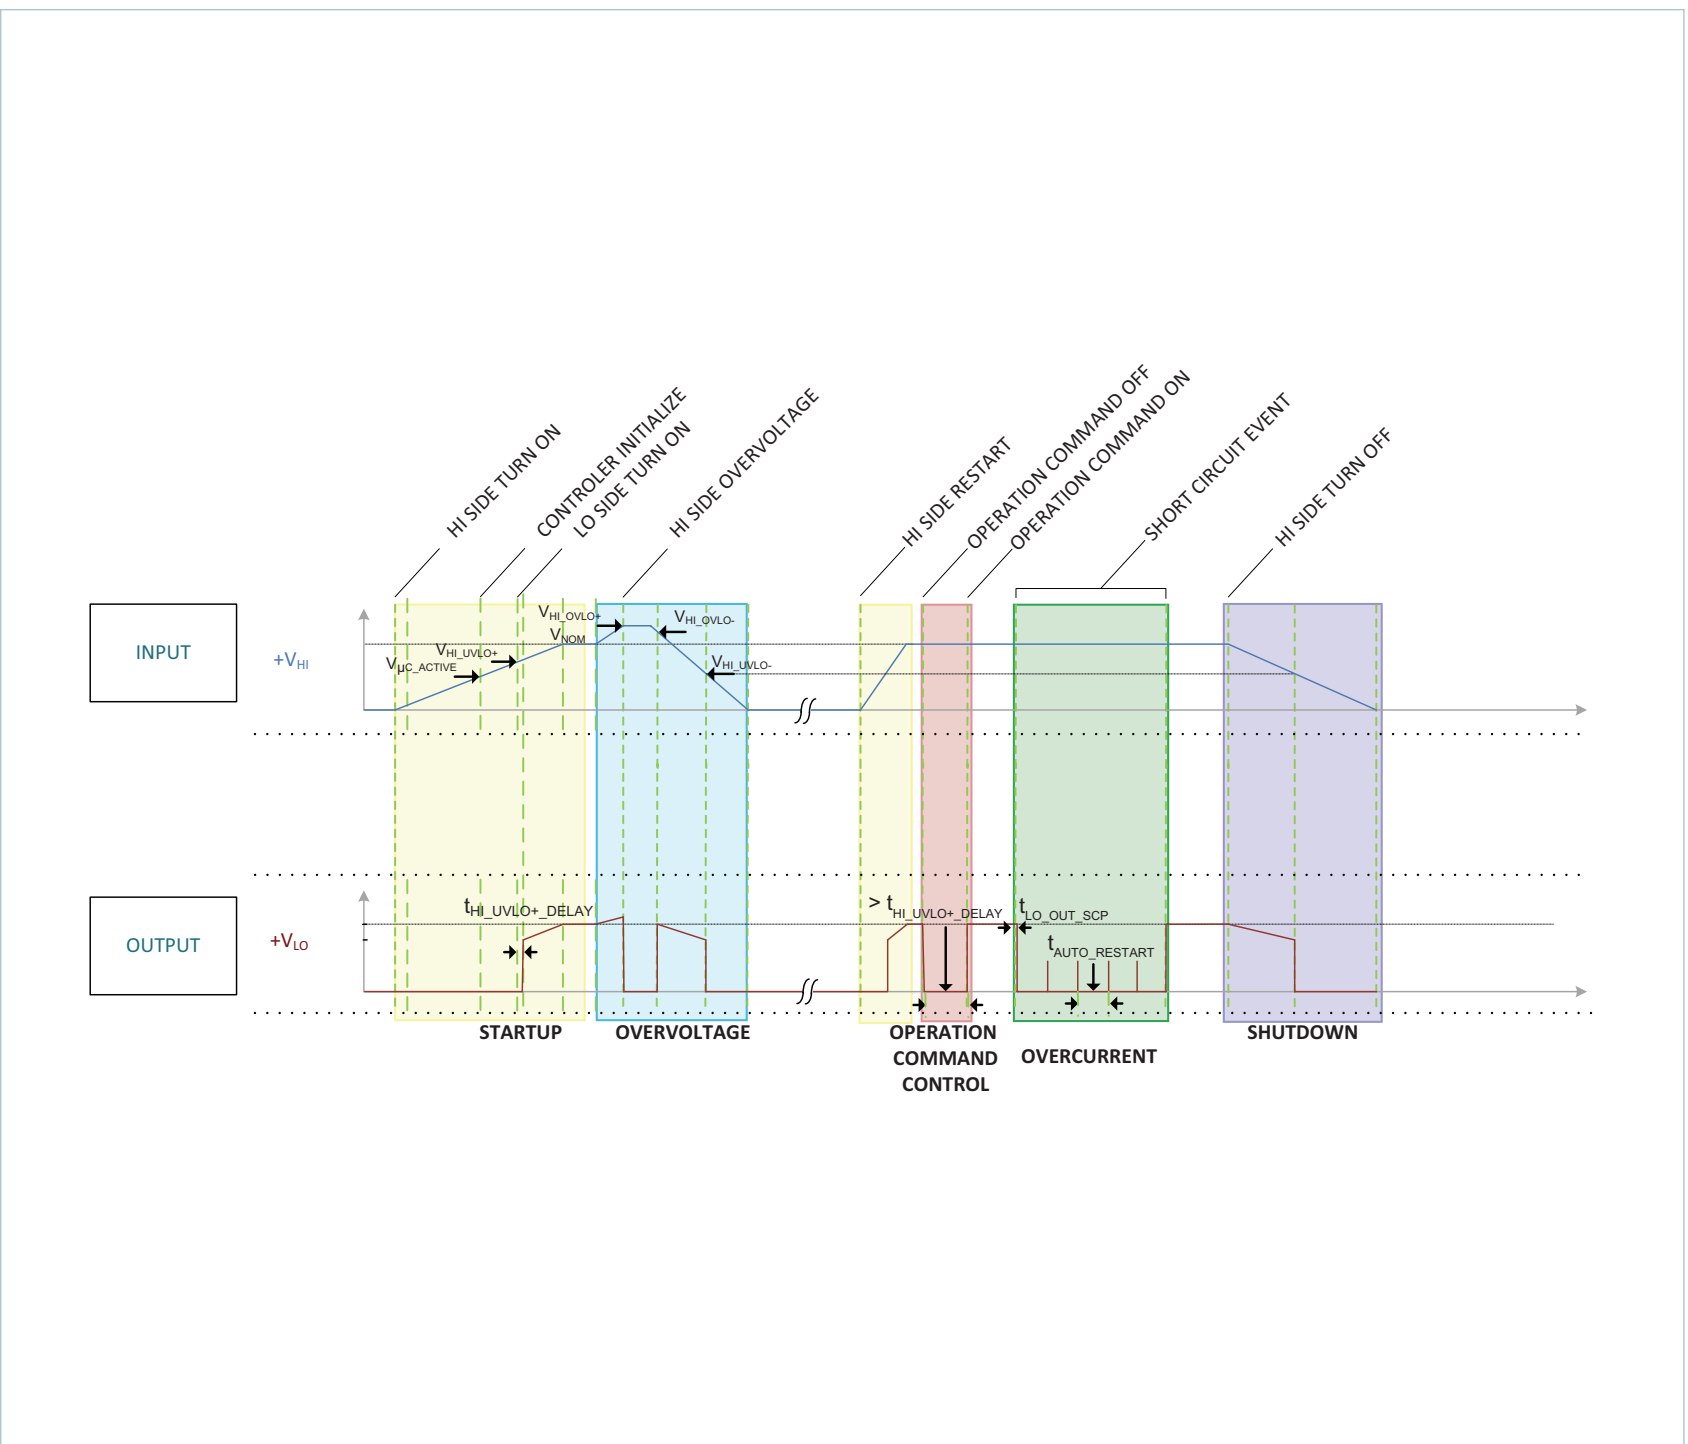 HI SIDE TURN ON
CONTROLER INITIALIZE
LO SIDE TURN ON
HI SIDE OVERVOLTAGE
HI SIDE RESTART
OPERATION COMMAND OFF
OPERATION COMMAND ON
SHORT CIRCUIT EVENT
HI SIDE TURN OFF
INPUT
+VHI
VµC_ACTIVE
VHI_UVLO+
VNOM
VHI_OVLO+
VHI_OVLO-
VHI_UVLO-
OUTPUT
+VLO
tHI_UVLO+_DELAY
> tHI_UVLO+_DELAY
tLO_OUT_SCP
tAUTO_RESTART
STARTUP
OVERVOLTAGE
OPERATION
COMMAND
CONTROL
OVERCURRENT
SHUTDOWN